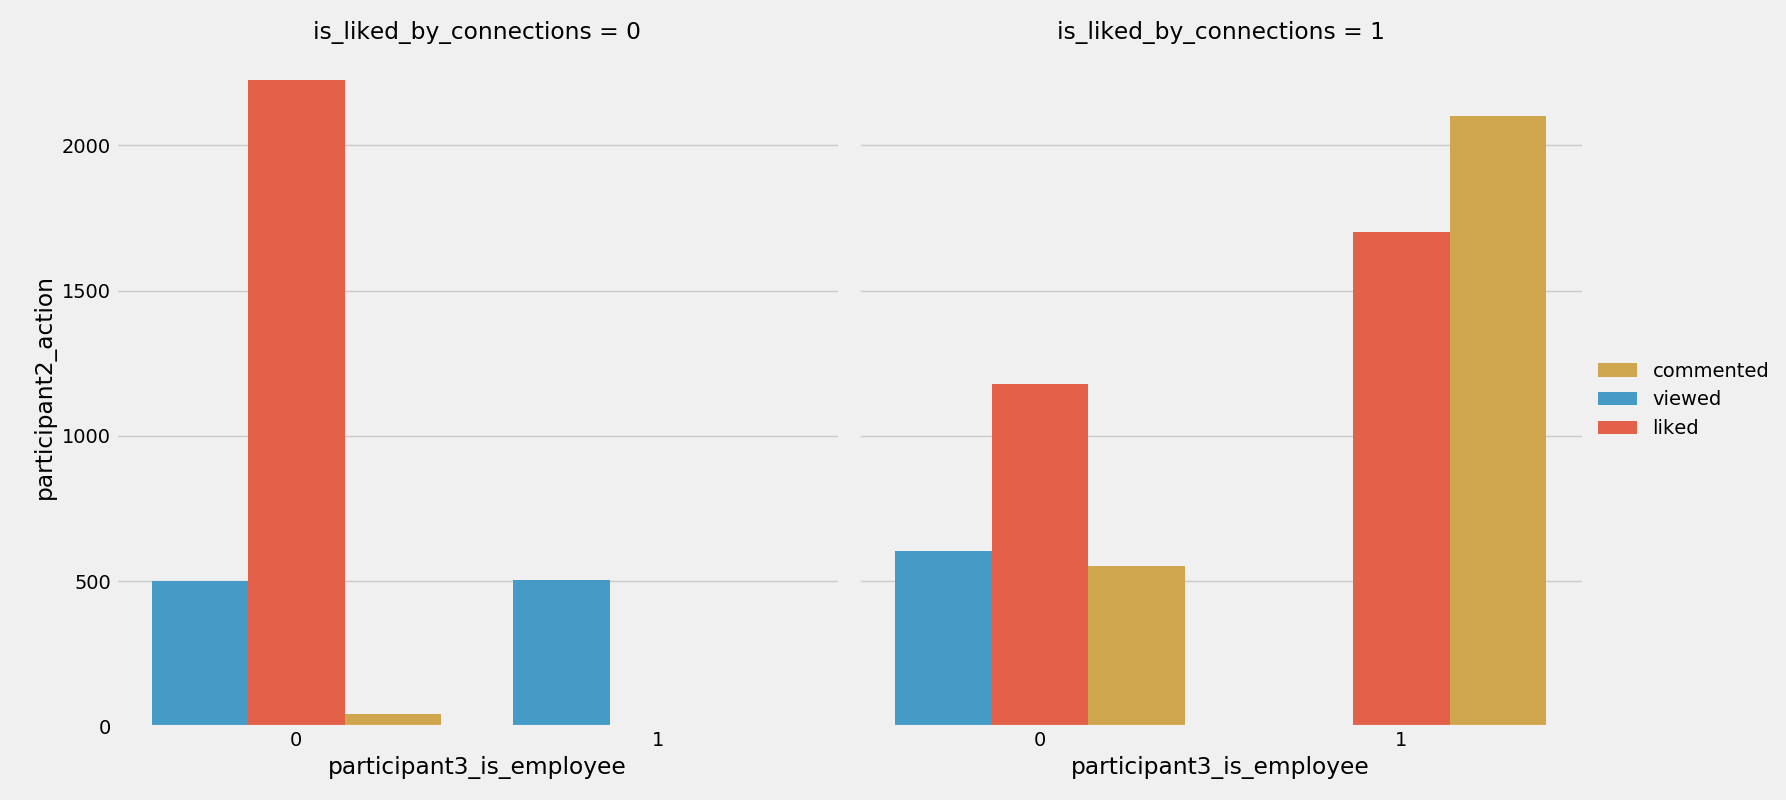 is_liked_by_connections = 0
is_liked_by_connections = 1
participant2_action
2000
1500
1000
500
0
0
1
0
1
participant3_is_employee
participant3_is_employee
commented
viewed
liked